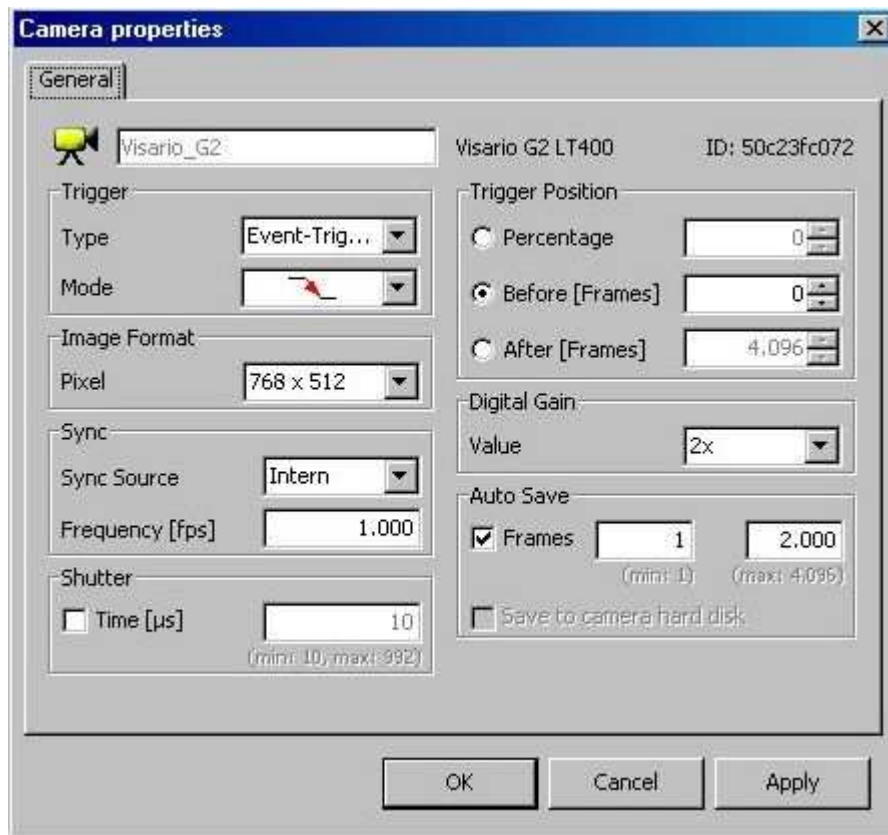 Camera properties
General
Visario_G2
Visario G2 LT400
ID: 50c23fc072
Trigger
Type
Event-Trig...
Mode
Image Format
Pixel
768 x 512
Sync
Sync Source
Intern
Frequency [fps]
1.000
Shutter
Time [µs]
10
(min: 10, max: 992)
Trigger Position
Percentage
0
Before [Frames]
0
After [Frames]
4.096
Digital Gain
Value
2x
Auto Save
Frames
1
2.000
(min: 1)
(max: 4.096)
Save to camera hard disk
OK
Cancel
Apply